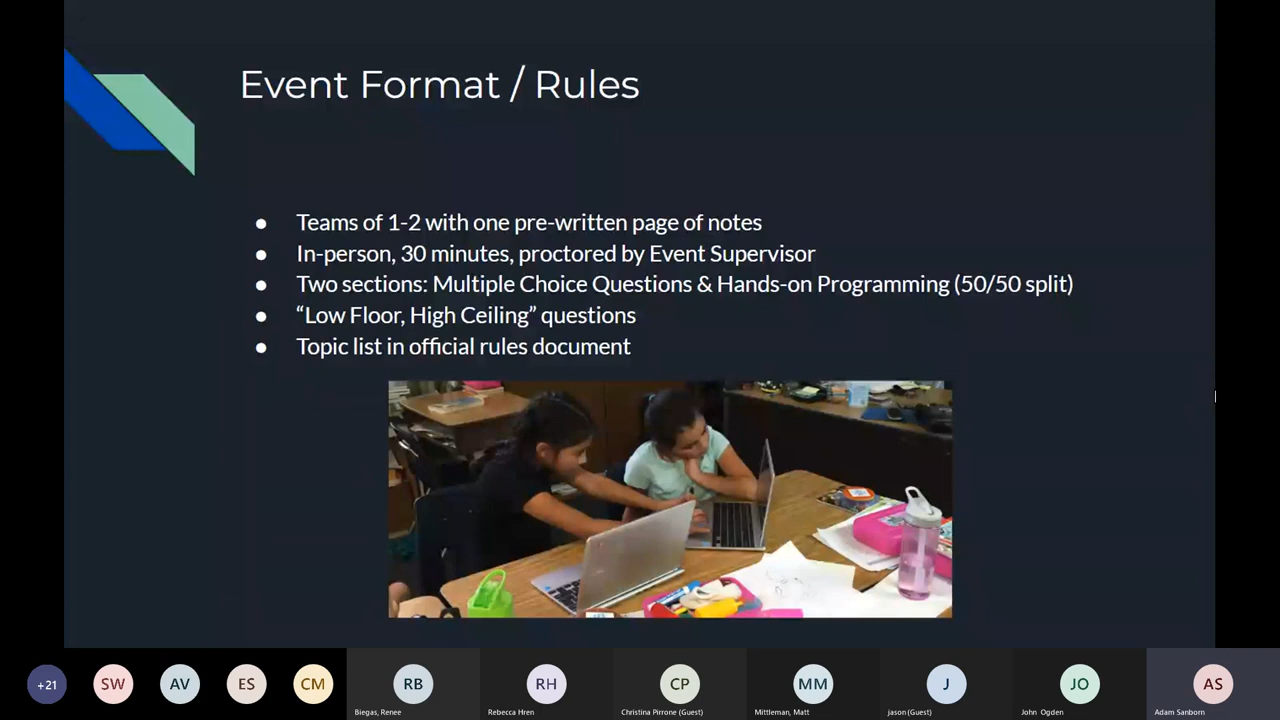 Event Format / Rules
● Teams of 1-2 with one pre-written page of notes
● In-person, 30 minutes, proctored by Event Supervisor
● Two sections: Multiple Choice Questions & Hands-on Programming (50/50 split)
● “Low Floor, High Ceiling” questions
● Topic list in official rules document
+21 SW AV ES CM RB RH CP MM J JO AS
Biegas, Renee Rebecca Hren Christina Pirrone (Guest) Mittleman, Matt jason (Guest) John Ogden Adam Sanborn